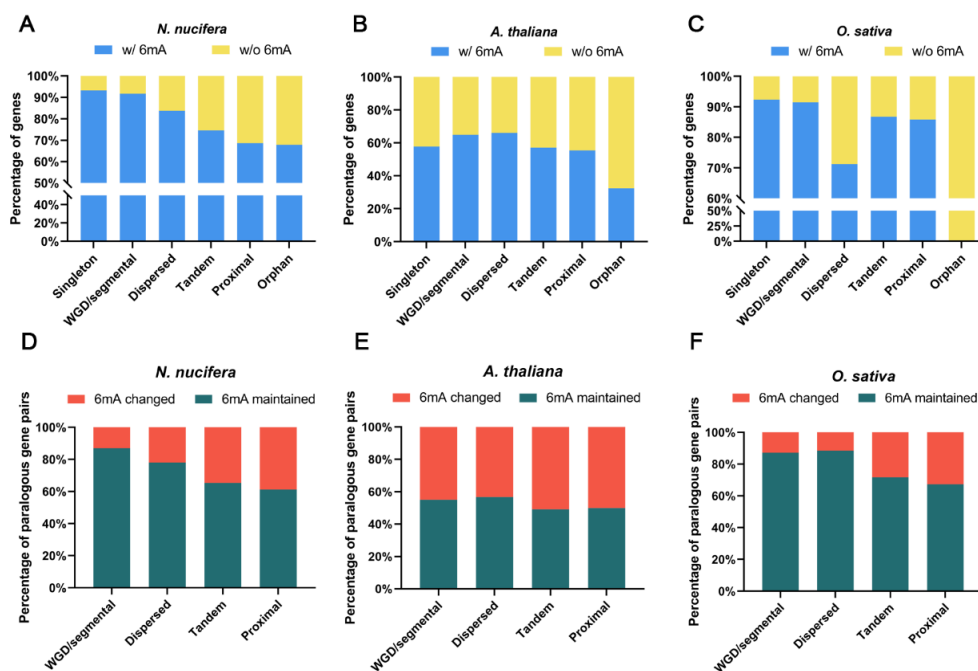 A
N. nucifera
w/ 6mA
w/o 6mA
Percentage of genes
100%
90%
80%
70%
60%
50%
40%
20%
0%
Singleton
WGD/segmental
Dispersed
Tandem
Proximal
Orphan
B
A. thaliana
w/ 6mA
w/o 6mA
Percentage of genes
100%
80%
60%
40%
20%
0%
Singleton
WGD/segmental
Dispersed
Tandem
Proximal
Orphan
C
O. sativa
w/ 6mA
w/o 6mA
Percentage of genes
100%
90%
80%
70%
60%
50%
25%
0%
Singleton
WGD/segmental
Dispersed
Tandem
Proximal
Orphan
D
N. nucifera
6mA changed
6mA maintained
Percentage of paralogous gene pairs
100%
80%
60%
40%
20%
0%
WGD/segmental
Dispersed
Tandem
Proximal
E
A. thaliana
6mA changed
6mA maintained
Percentage of paralogous gene pairs
100%
80%
60%
40%
20%
0%
WGD/segmental
Dispersed
Tandem
Proximal
F
O. sativa
6mA changed
6mA maintained
Percentage of paralogous gene pairs
100%
80%
60%
40%
20%
0%
WGD/segmental
Dispersed
Tandem
Proximal